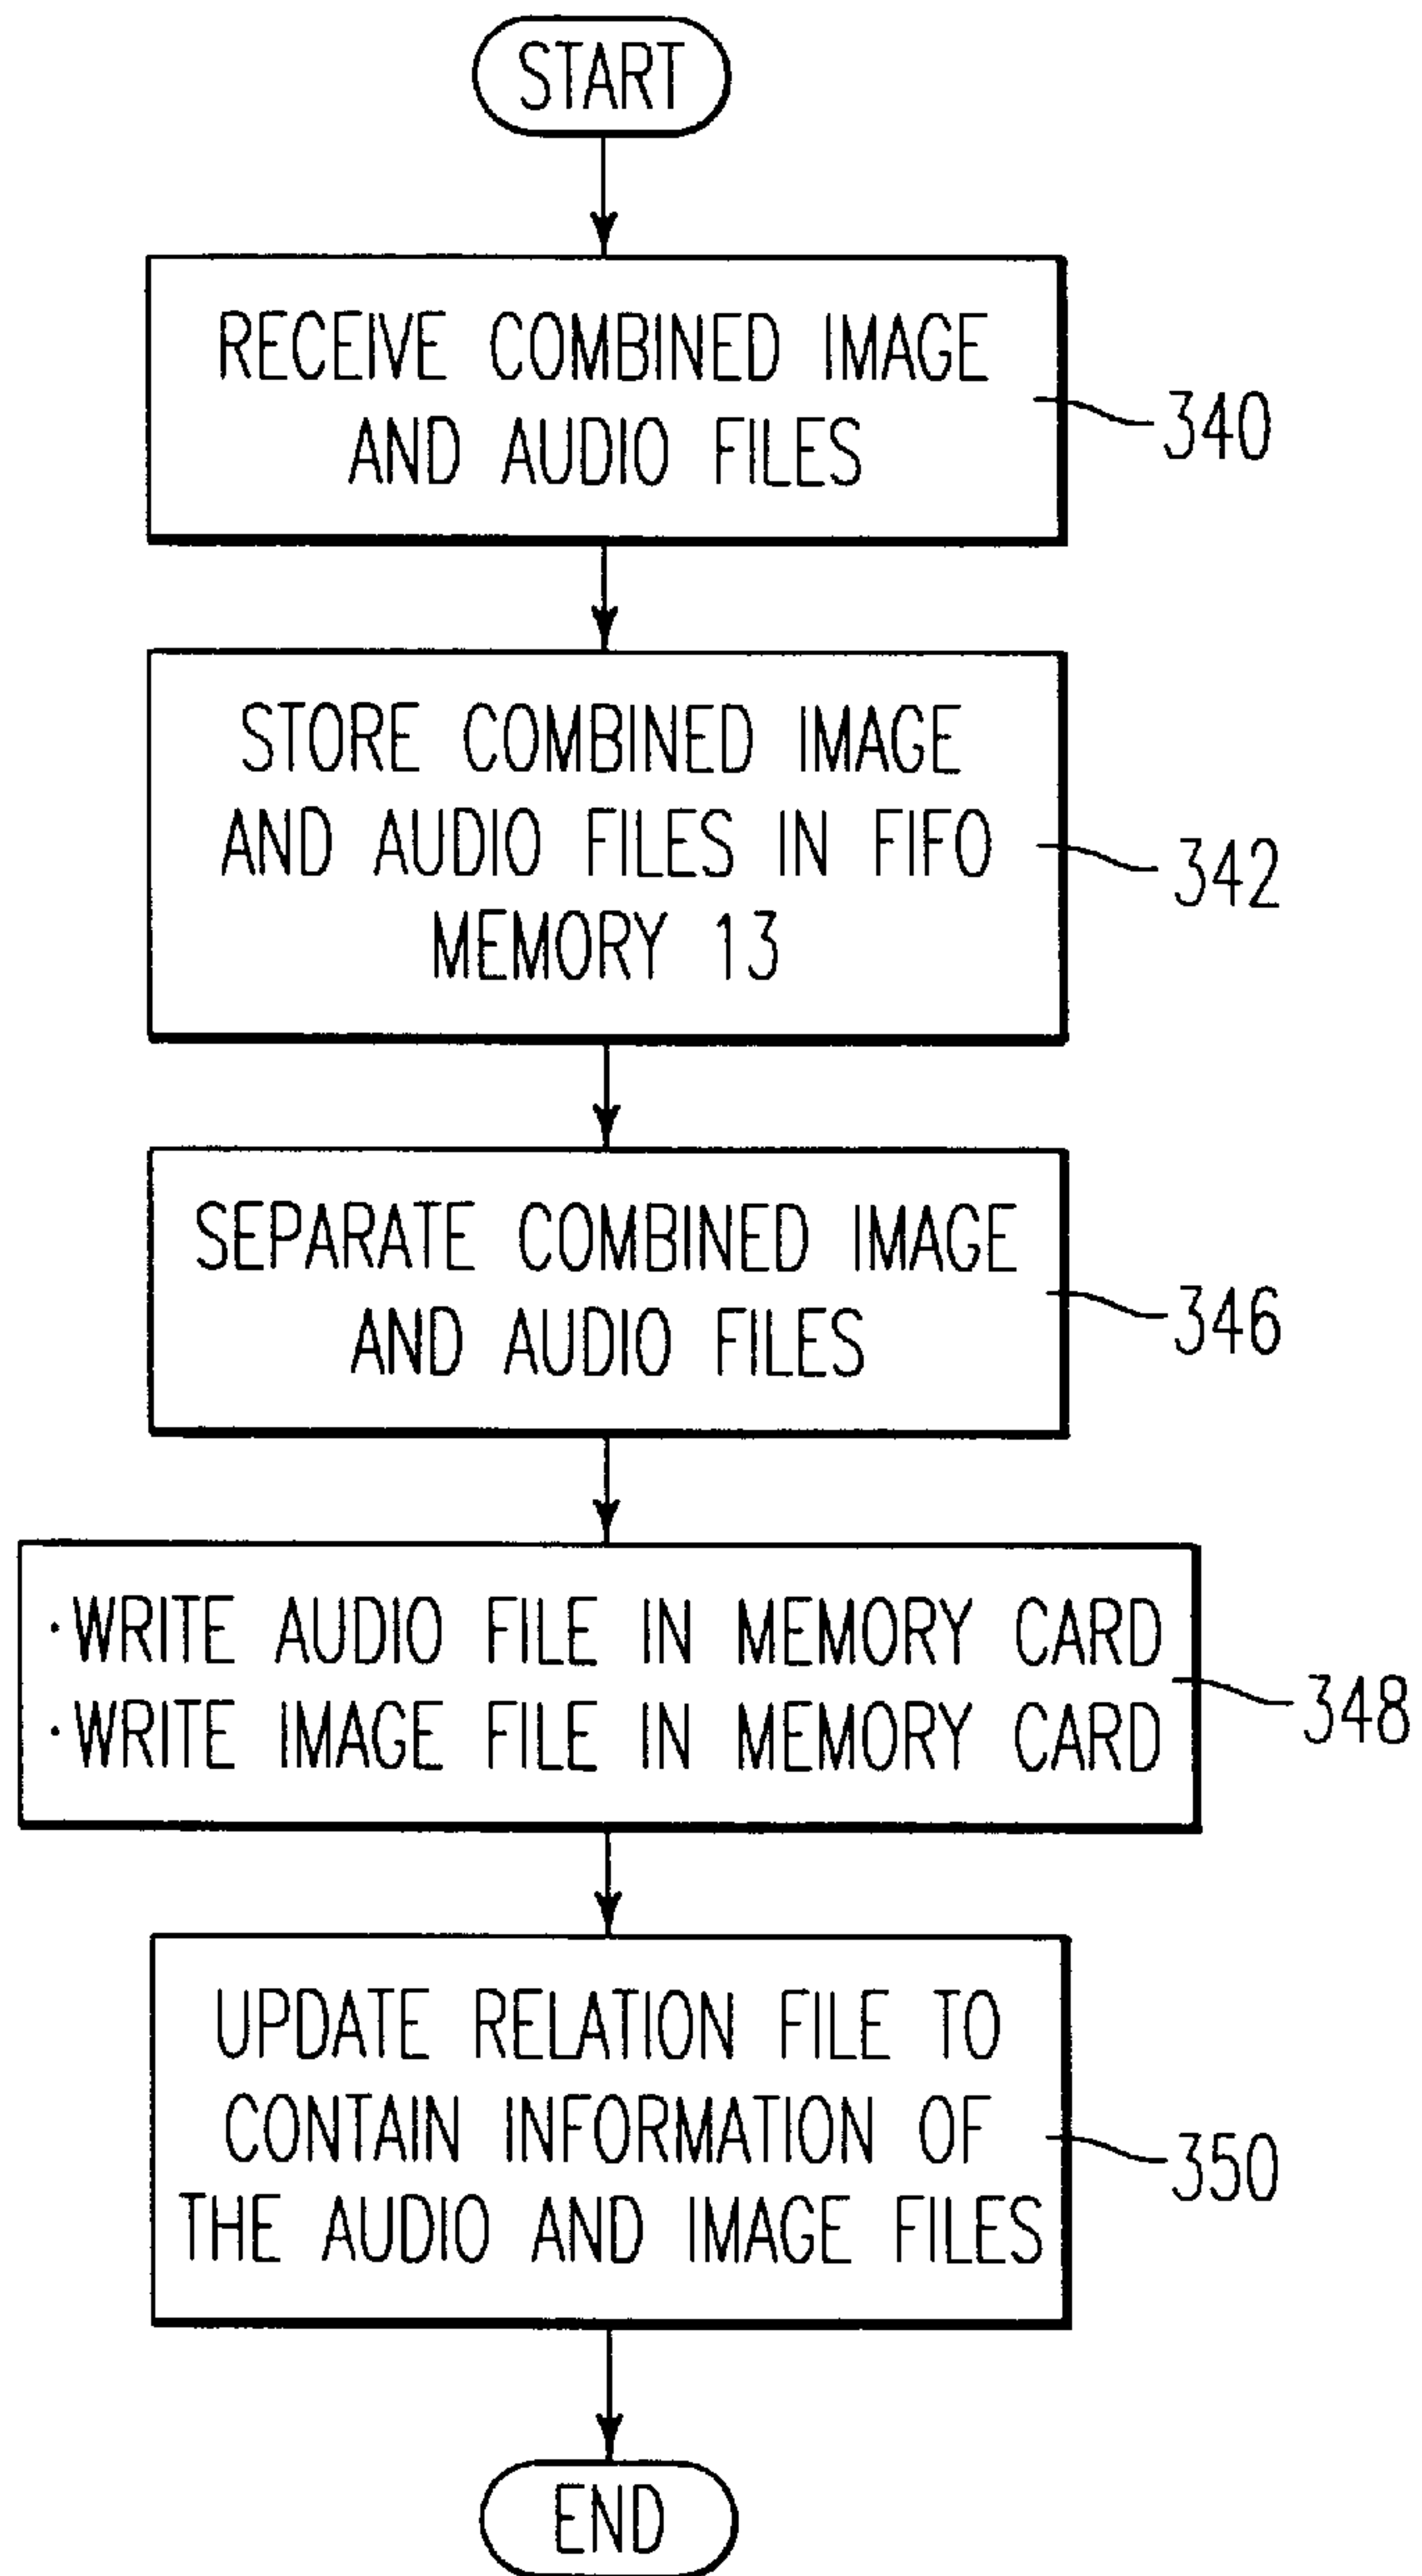 START
RECEIVE COMBINED IMAGE
AND AUDIO FILES
340
STORE COMBINED IMAGE
AND AUDIO FILES IN FIFO
MEMORY 13
342
SEPARATE COMBINED IMAGE
AND AUDIO FILES
346
·WRITE AUDIO FILE IN MEMORY CARD
·WRITE IMAGE FILE IN MEMORY CARD
348
UPDATE RELATION FILE TO
CONTAIN INFORMATION OF
THE AUDIO AND IMAGE FILES
350
END